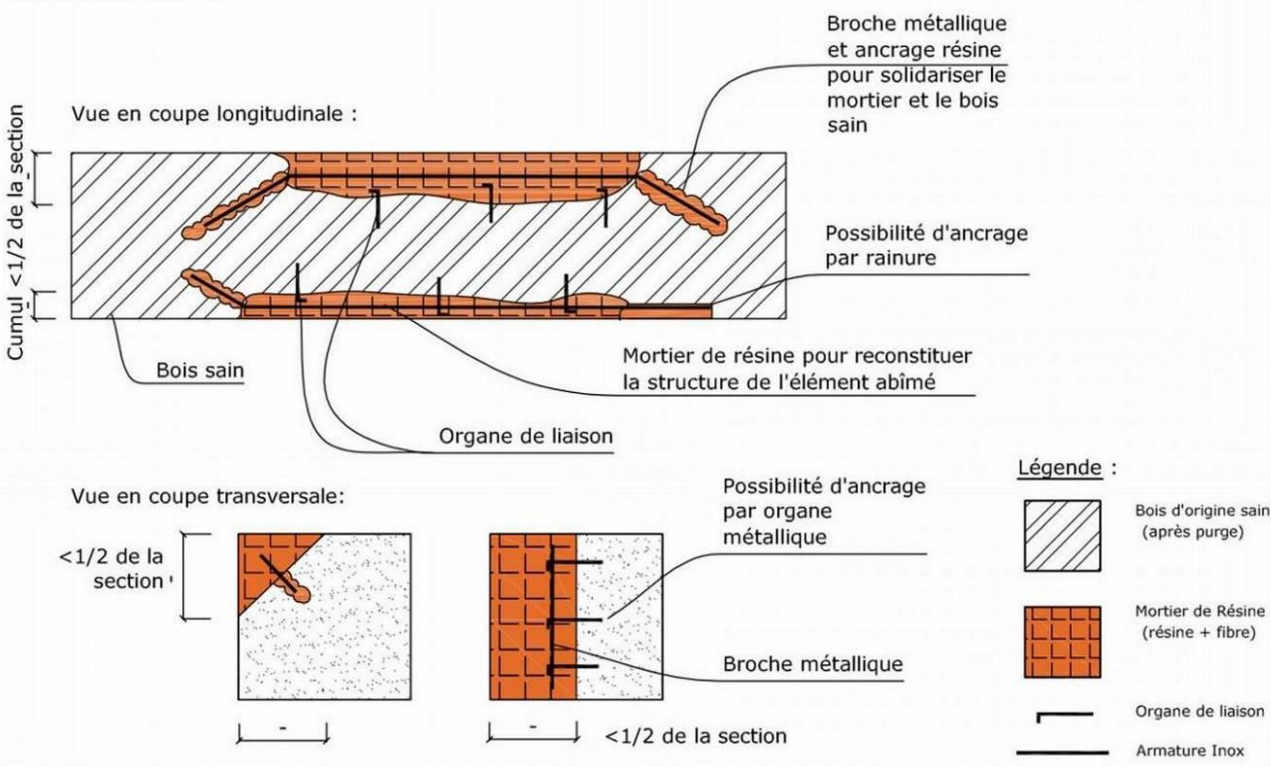 Broche métallique
et ancrage résine
pour solidariser le
mortier et le bois
sain
Vue en coupe longitudinale :
Cumul <1/2 de la section
Possibilité d'ancrage
par rainure
Mortier de résine pour reconstituer
la structure de l'élément abîmé
Bois sain
Organe de liaison
Vue en coupe transversale:
<1/2 de la
section
Possibilité d'ancrage
par organe
métallique
Broche métallique
-
-
<1/2 de la section
Légende :
Bois d'origine sain
(après purge)
Mortier de Résine
(résine + fibre)
Organe de liaison
Armature Inox